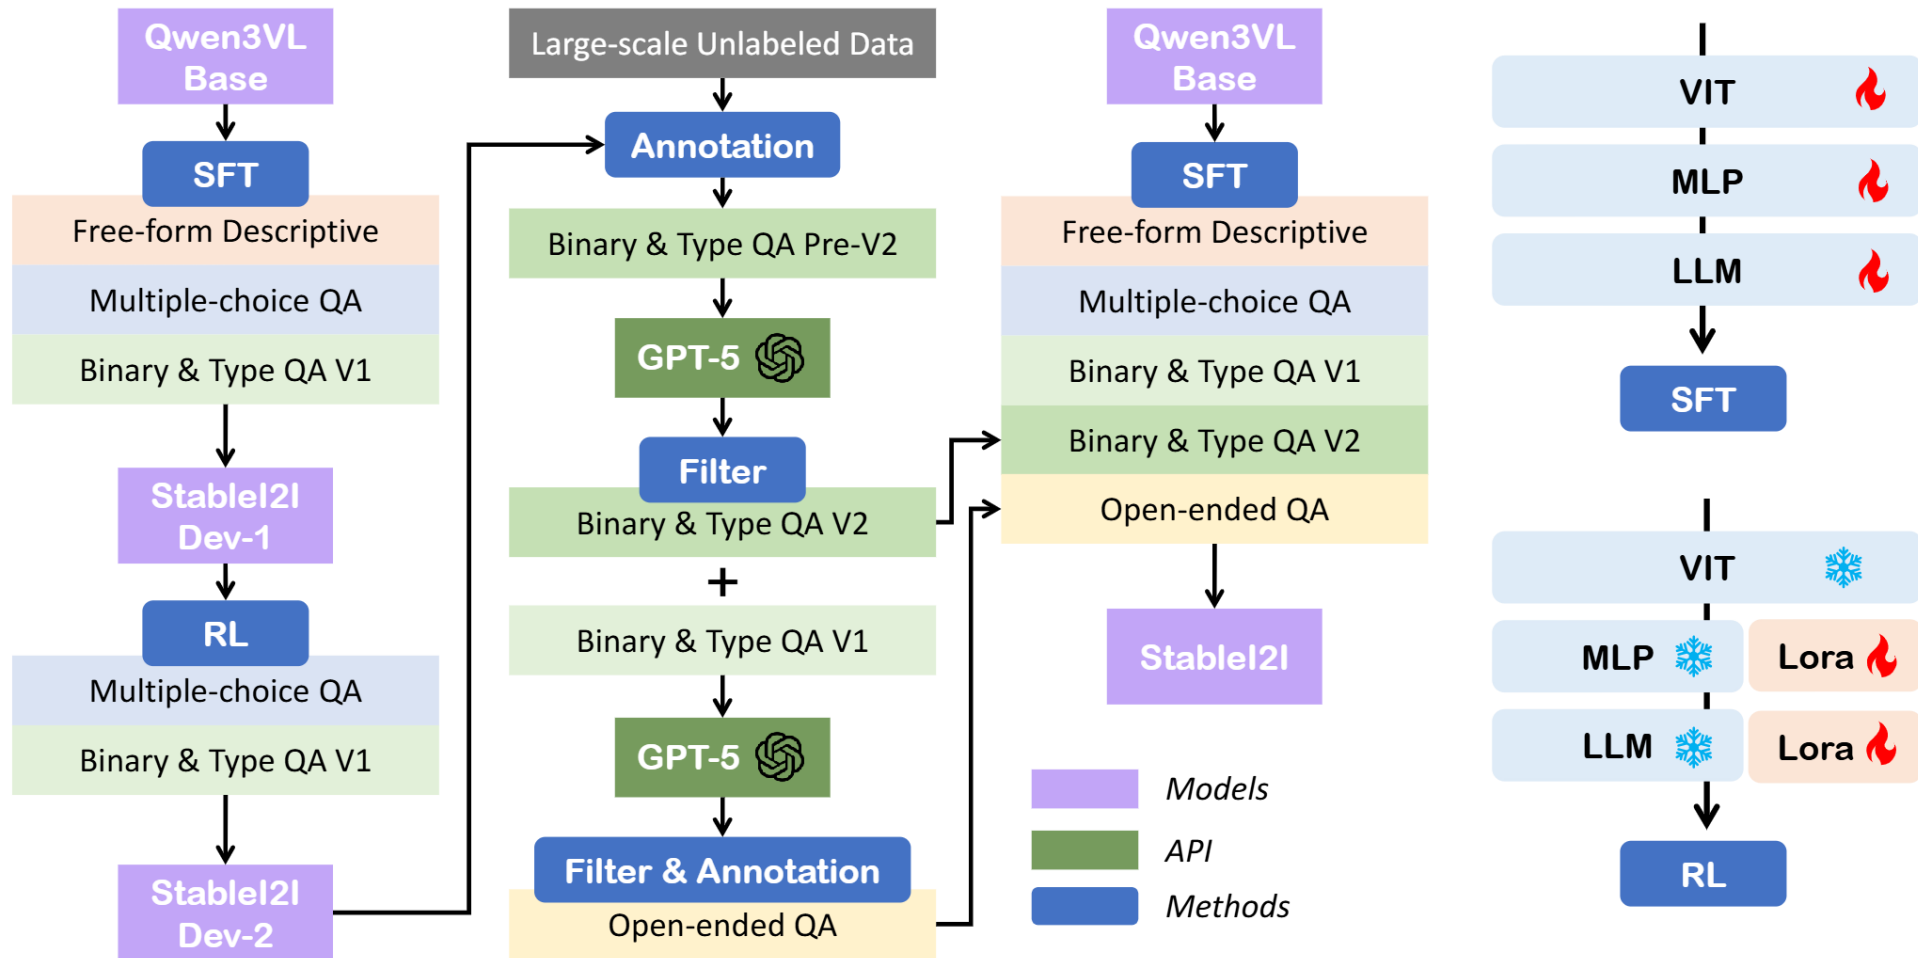 Qwen3VL
Base
SFT
Free-form Descriptive
Multiple-choice QA
Binary & Type QA V1
StableI2I
Dev-1
RL
Multiple-choice QA
Binary & Type QA V1
StableI2I
Dev-2
Large-scale Unlabeled Data
Annotation
Binary & Type QA Pre-V2
GPT-5
Filter
Binary & Type QA V2
+
Binary & Type QA V1
GPT-5
Filter & Annotation
Open-ended QA
Qwen3VL
Base
SFT
Free-form Descriptive
Multiple-choice QA
Binary & Type QA V1
Binary & Type QA V2
Open-ended QA
StableI2I
Models
API
Methods
VIT
MLP
LLM
SFT
VIT
MLP Lora
LLM Lora
RL